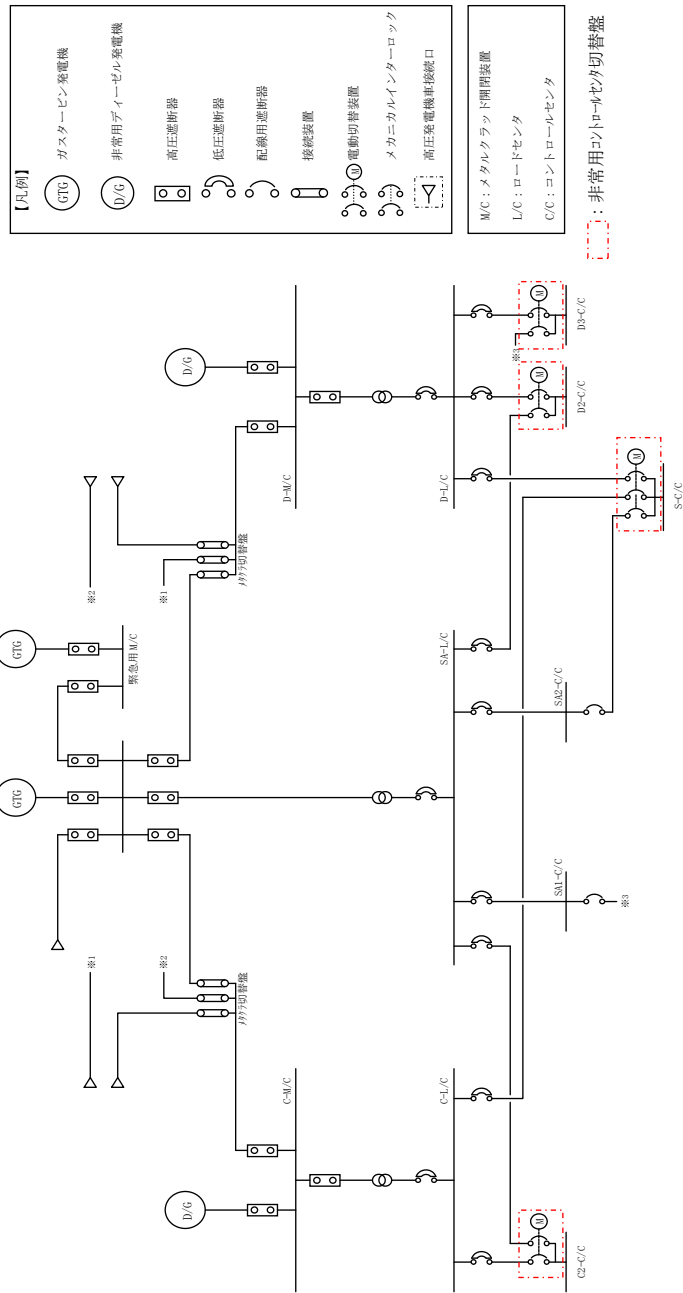 【凡例】
GTG ガスタービン発電機
D/G 非常用ディーゼル発電機
高圧遮断器
低圧遮断器
配線用遮断器
接続装置
M 電動切替装置
メカニカルインターロック
高圧発電機車接続口
M/C：メタルクラッド開閉装置
L/C：ロードセンタ
C/C：コントロールセンタ
：非常用コントロールセンタ切替盤
GTG
GTG
緊急用 M/C
※1
※2
※2
※1
メタクラ切替盤
メタクラ切替盤
D/G
D/G
C-M/C
D-M/C
C-L/C
SA-L/C
D-L/C
SA1-C/C
SA2-C/C
※3
※3
M
M
M
M
C2-C/C
D2-C/C
D3-C/C
S-C/C